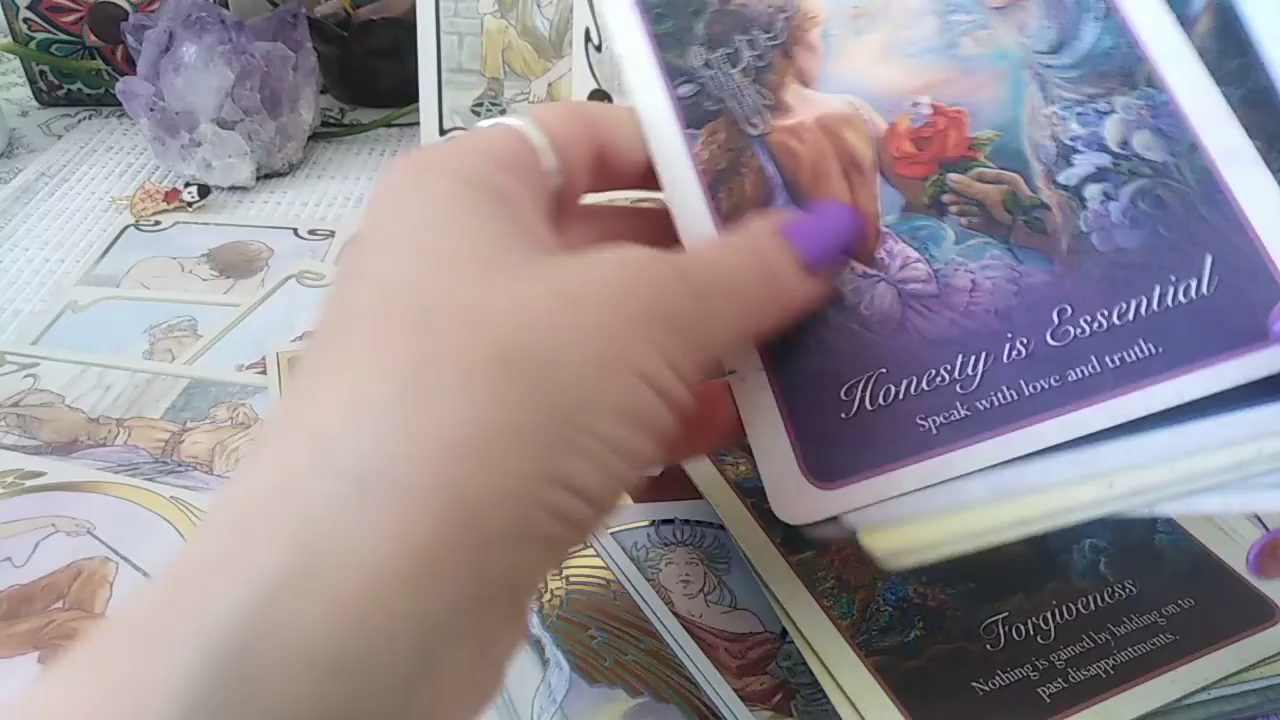 Honesty is Essential
Speak with love and truth.
Forgiveness
Nothing is gained by holding on to
past disappointments.